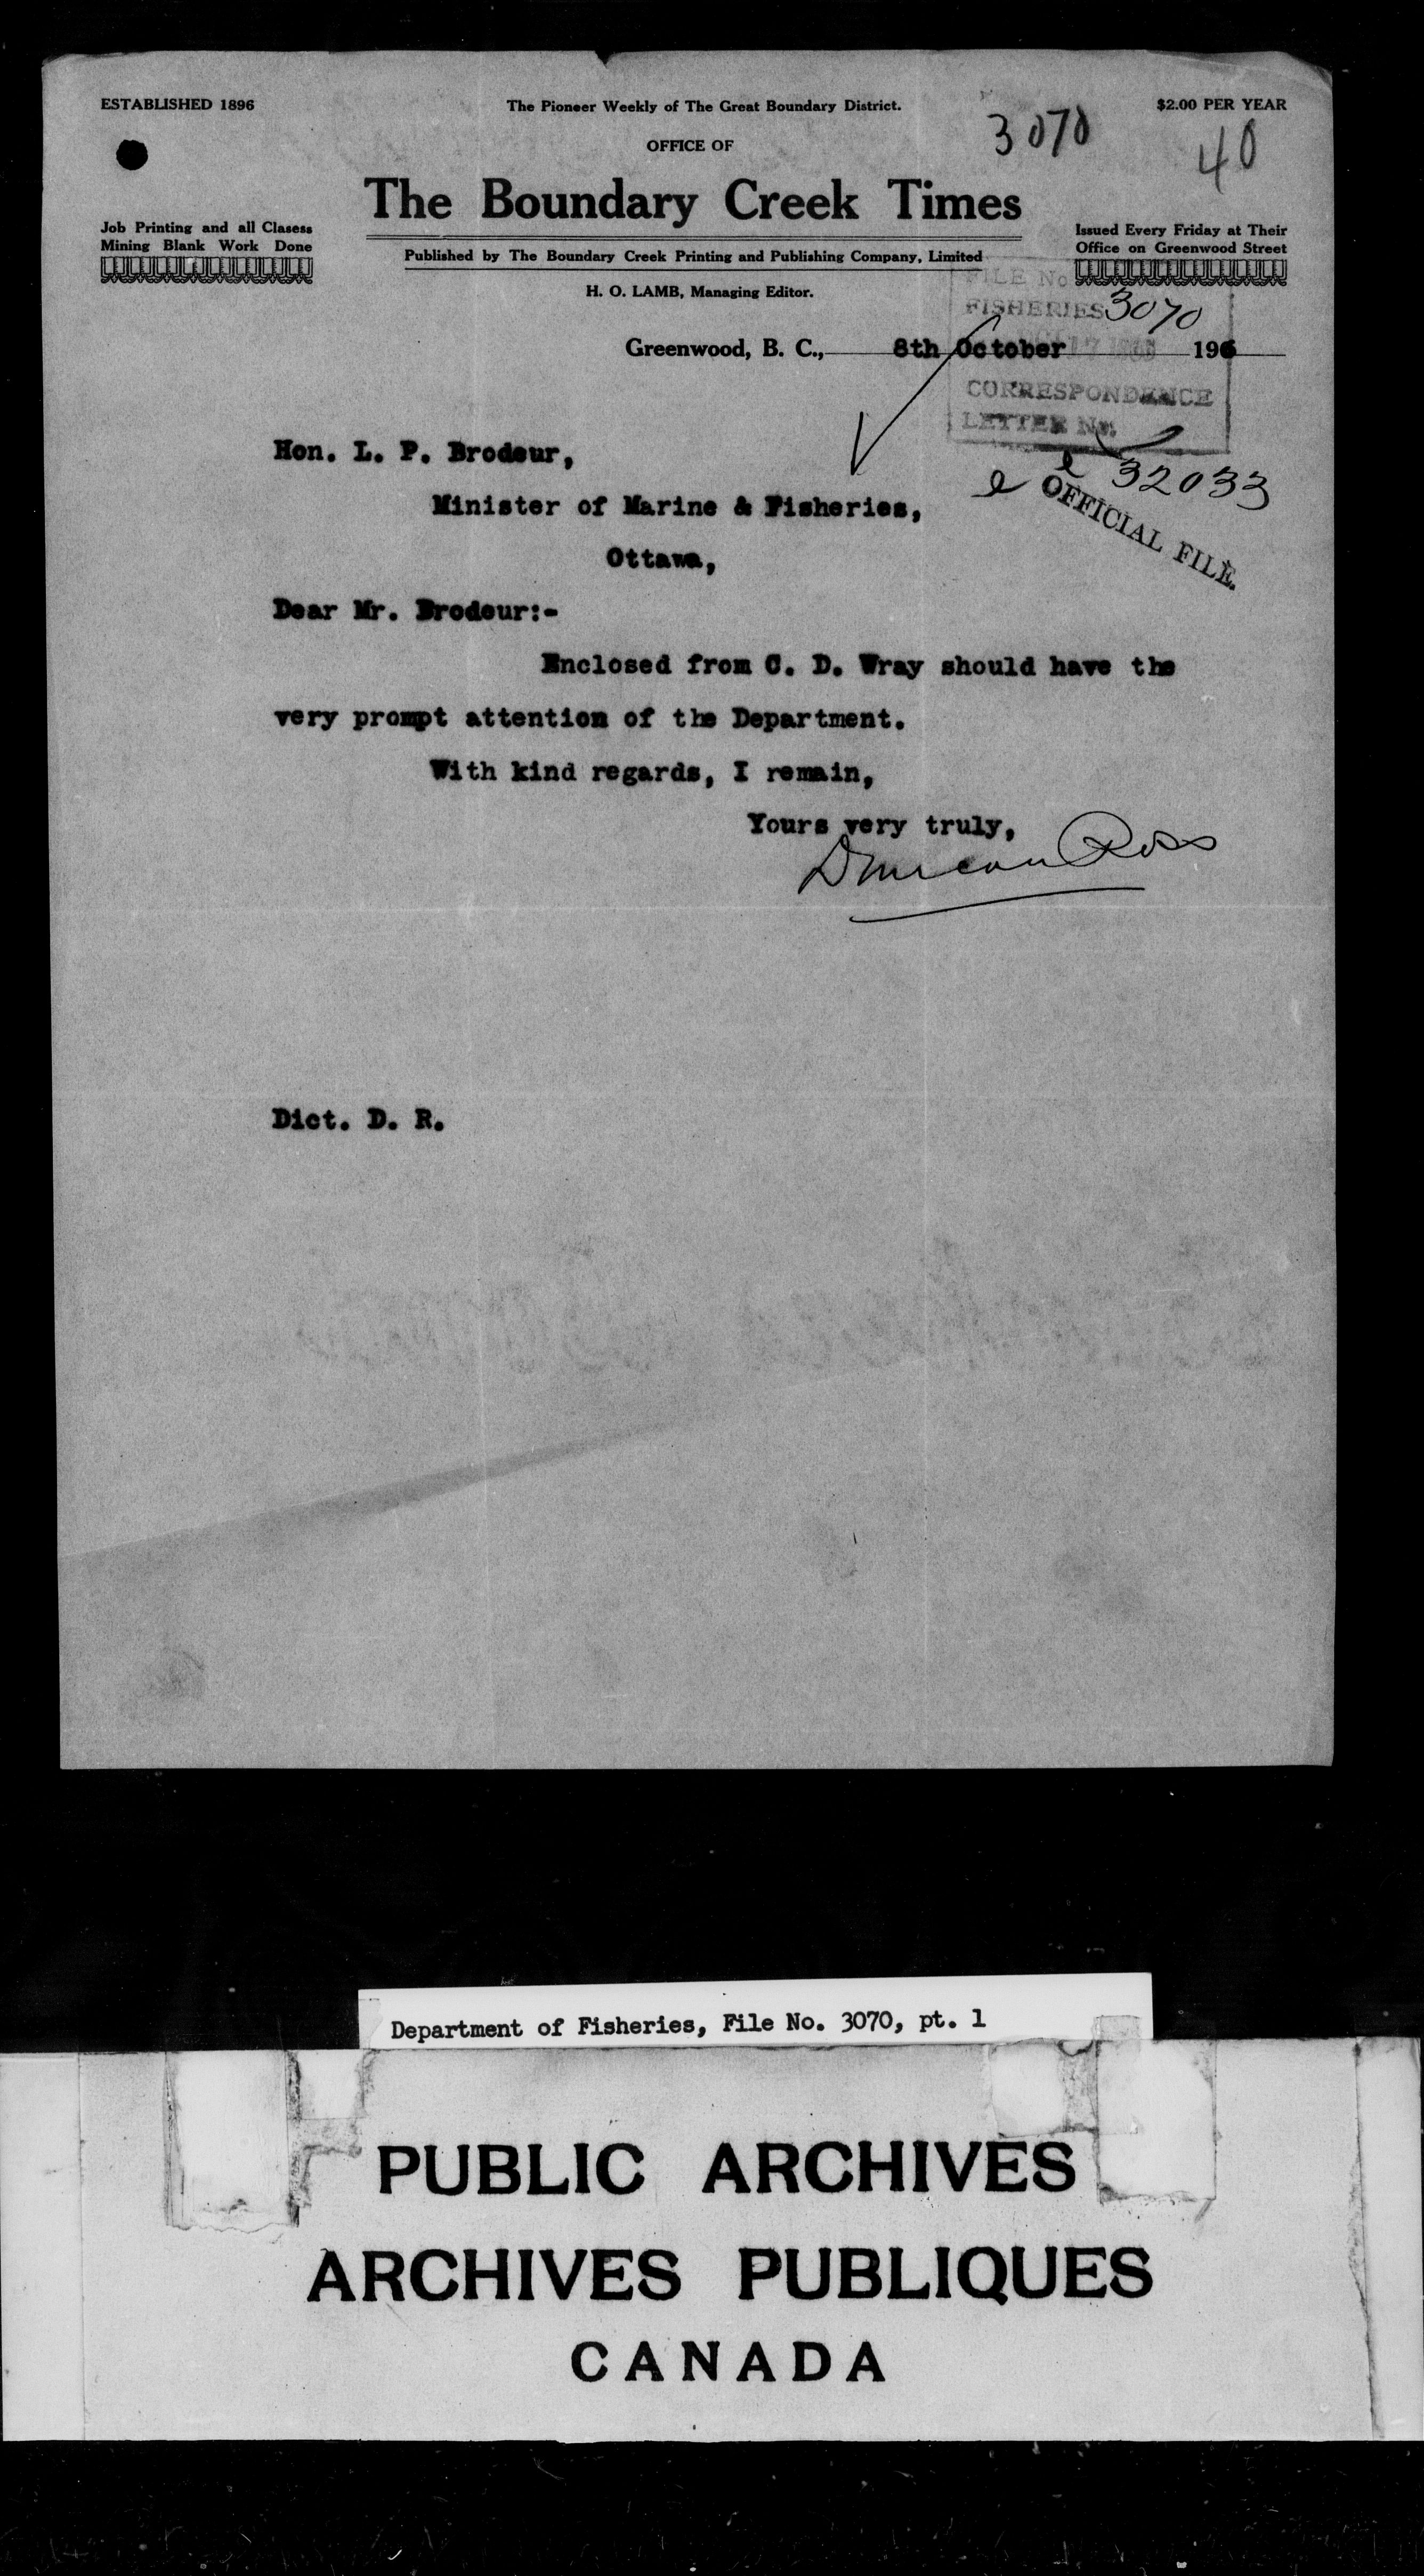 ESTABLISHED 1896
The Pioneer Weekly of The Great Boundary District.
$2.00 PER YEAR
3070
40
OFFICE OF
The Boundary Creek Times
Job Printing and all Clasess
Mining Blank Work Done
Issued Every Friday at Their
Office on Greenwood Street
Published by The Boundary Creek Printing and Publishing Company, Limited
H. O. LAMB, Managing Editor.
FILE No
FISHERIES 3070
Greenwood, B. C., 8th October 1906
CORRESPONDENCE
LETTER No.
32033
OFFICIAL FILE.
Hon. L. P. Brodeur,
Minister of Marine & Fisheries,
Ottawa,
Dear Mr. Brodeur:-
Enclosed from C. D. Wray should have the
very prompt attention of the Department.
With kind regards, I remain,
Yours very truly,
Duncan Ross
Dict. D. R.
Department of Fisheries, File No. 3070, pt. 1
PUBLIC ARCHIVES
ARCHIVES PUBLIQUES
CANADA